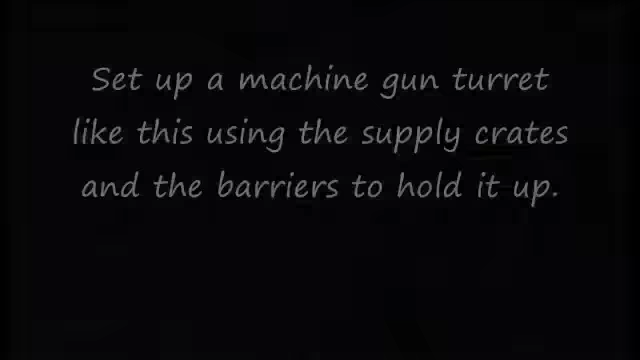 Set up a machine gun turret
like this using the supply crates
and the barriers to hold it up.